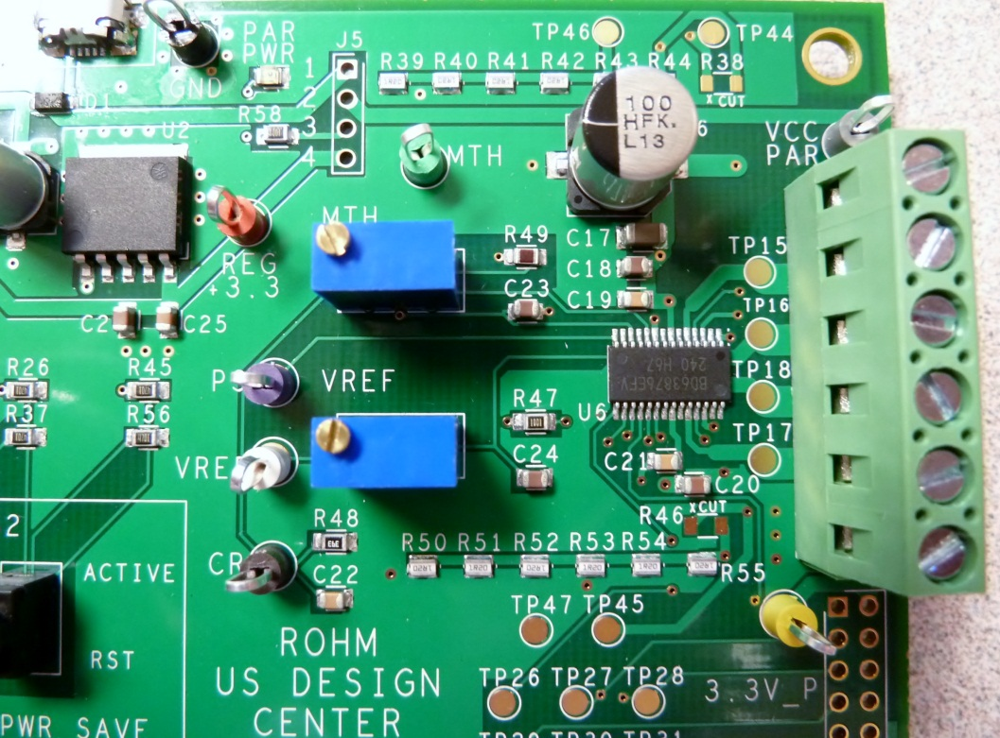 TP46
TP44
PAR
PWR
J5
1
2
3
4
R39 R40 R41 R42 R43 R44 R38
x CUT
GND
D1
U2
R58
100
HFK.
L13
6
VCC
PAR
MTH
MTH
REG
+3.3
R49
C17
C18
C19
C23
TP15
TP16
TP18
TP17
C2
C25
R26
R45
R37
R56
VREF
R47
BD63876EFV
240 H67
U6
C24
C21
C20
R46
x CUT
VRE
R48
C22
CR
R50 R51 R52 R53 R54
R55
2
ACTIVE
RST
PWR SAVE
TP47 TP45
ROHM
US DESIGN
CENTER
TP26 TP27 TP28
3.3V_P